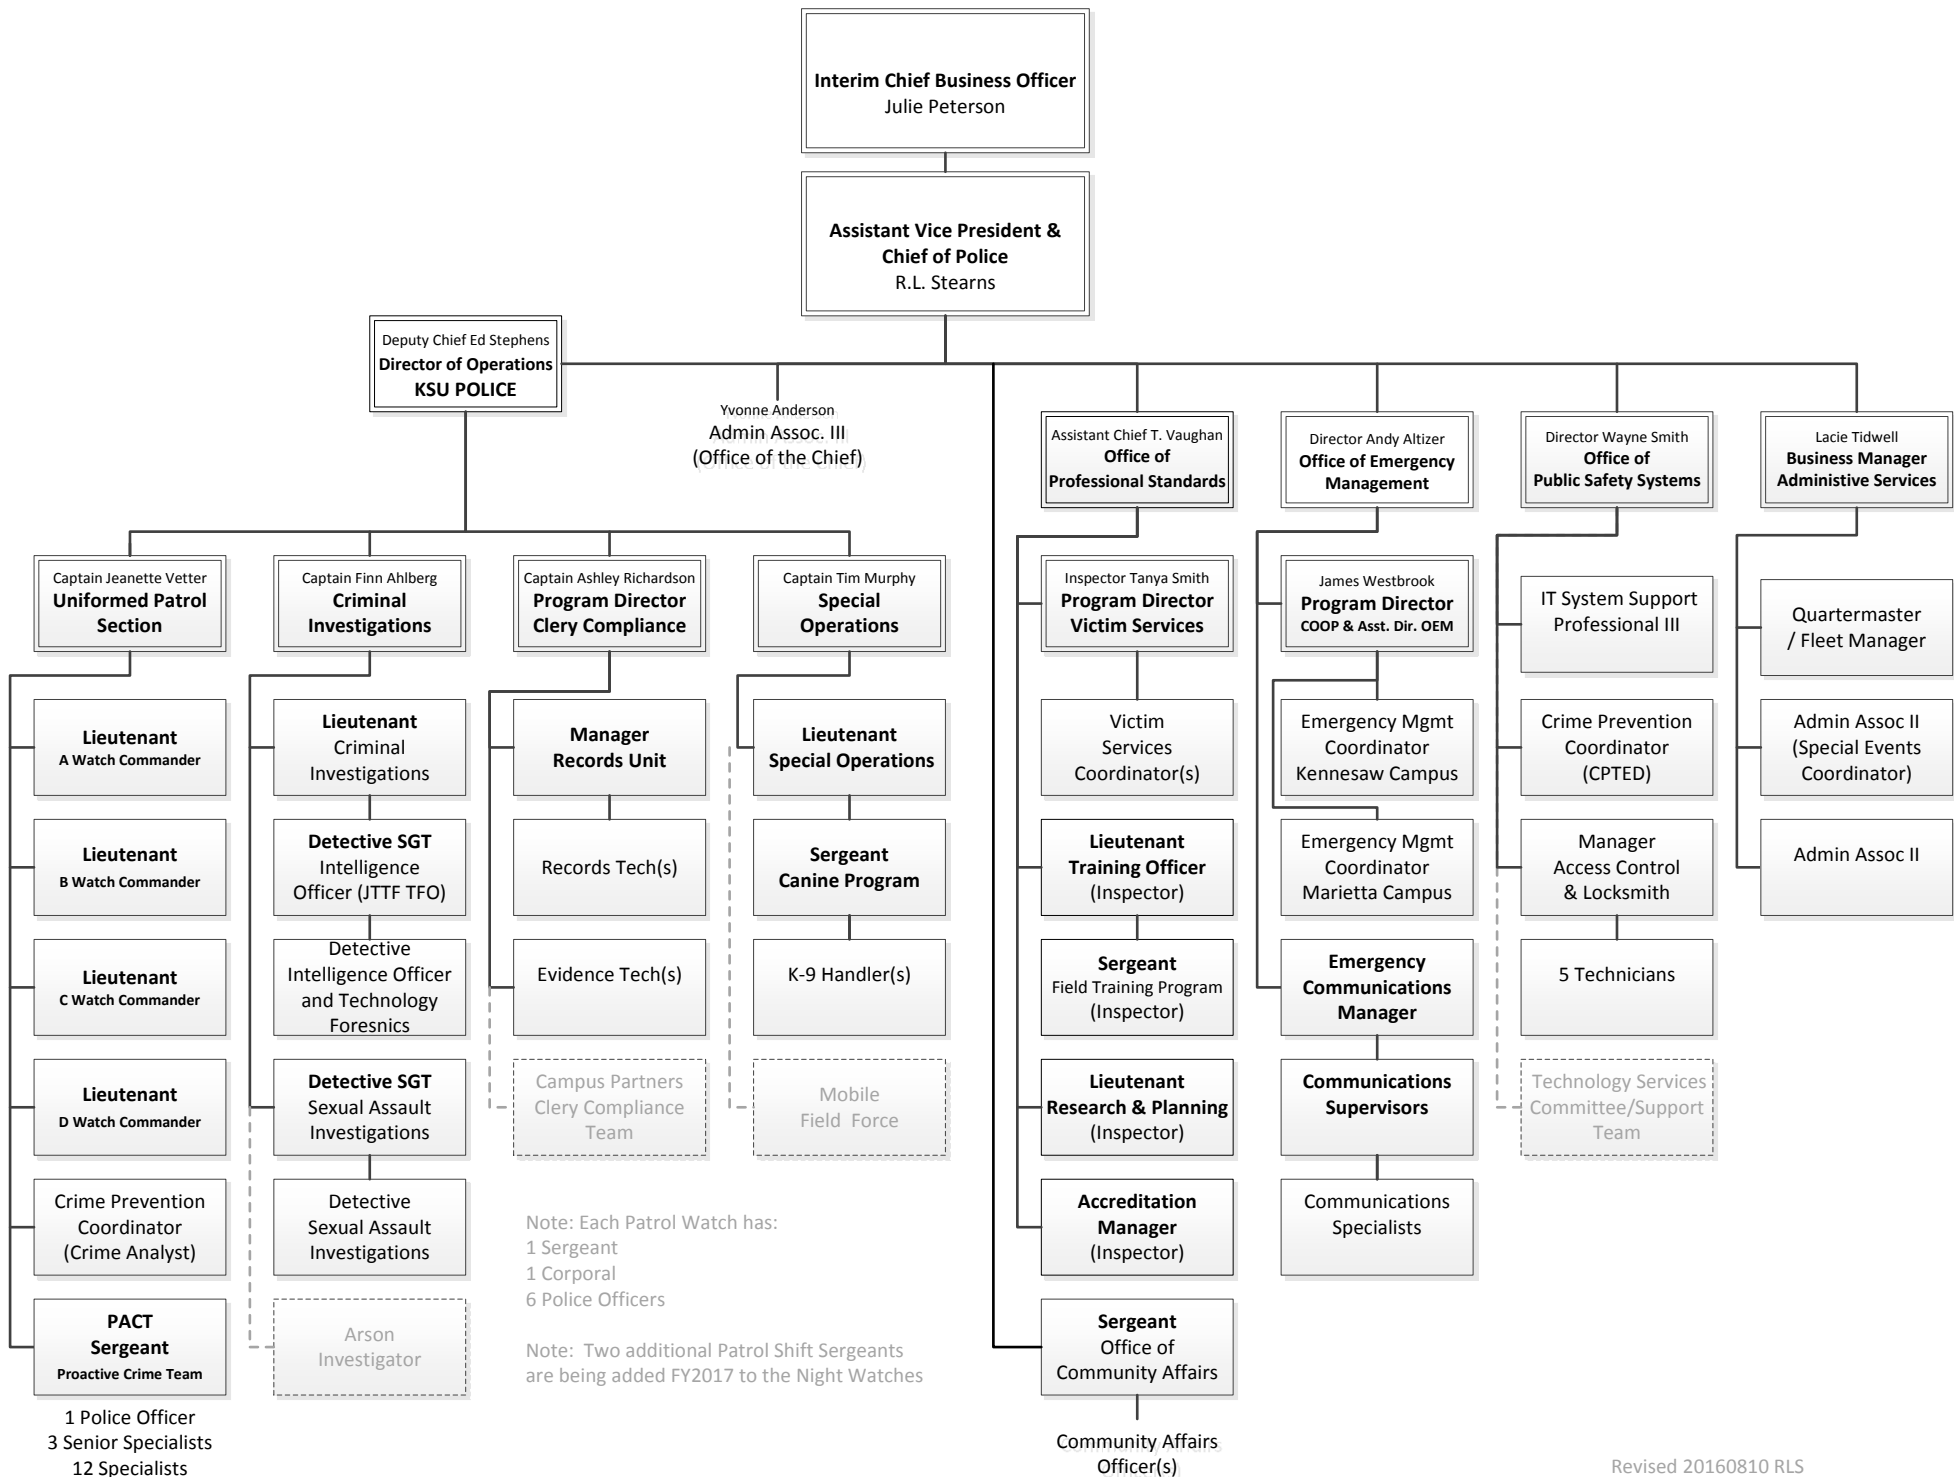 Interim Chief Business Officer
Julie Peterson
Assistant Vice President &
Chief of Police
R.L. Stearns
Deputy Chief Ed Stephens
Director of Operations
KSU POLICE
Yvonne Anderson
Admin Assoc. III
(Office of the Chief)
Assistant Chief T. Vaughan
Office of
Professional Standards
Director Andy Altizer
Office of Emergency
Management
Director Wayne Smith
Office of
Public Safety Systems
Lacie Tidwell
Business Manager
Administive Services
Captain Jeanette Vetter
Uniformed Patrol
Section
Captain Finn Ahlberg
Criminal
Investigations
Captain Ashley Richardson
Program Director
Clery Compliance
Captain Tim Murphy
Special
Operations
Inspector Tanya Smith
Program Director
Victim Services
James Westbrook
Program Director
COOP & Asst. Dir. OEM
IT System Support
Professional III
Quartermaster
/ Fleet Manager
Lieutenant
A Watch Commander
Lieutenant
Criminal
Investigations
Manager
Records Unit
Lieutenant
Special Operations
Victim
Services
Coordinator(s)
Emergency Mgmt
Coordinator
Kennesaw Campus
Crime Prevention
Coordinator
(CPTED)
Admin Assoc II
(Special Events
Coordinator)
Lieutenant
B Watch Commander
Detective SGT
Intelligence
Officer (JTTF TFO)
Records Tech(s)
Sergeant
Canine Program
Lieutenant
Training Officer
(Inspector)
Emergency Mgmt
Coordinator
Marietta Campus
Manager
Access Control
& Locksmith
Admin Assoc II
Lieutenant
C Watch Commander
Detective
Intelligence Officer
and Technology
Foresnics
Evidence Tech(s)
K-9 Handler(s)
Sergeant
Field Training Program
(Inspector)
Emergency
Communications
Manager
5 Technicians
Lieutenant
D Watch Commander
Detective SGT
Sexual Assault
Investigations
Campus Partners
Clery Compliance
Team
Mobile
Field Force
Lieutenant
Research & Planning
(Inspector)
Communications
Supervisors
Technology Services
Committee/Support
Team
Crime Prevention
Coordinator
(Crime Analyst)
Detective
Sexual Assault
Investigations
Note: Each Patrol Watch has:
1 Sergeant
1 Corporal
6 Police Officers
Accreditation
Manager
(Inspector)
Communications
Specialists
PACT
Sergeant
Proactive Crime Team
Arson
Investigator
Note: Two additional Patrol Shift Sergeants
are being added FY2017 to the Night Watches
Sergeant
Office of
Community Affairs
1 Police Officer
3 Senior Specialists
12 Specialists
Community Affairs
Officer(s)
Revised 20160810 RLS